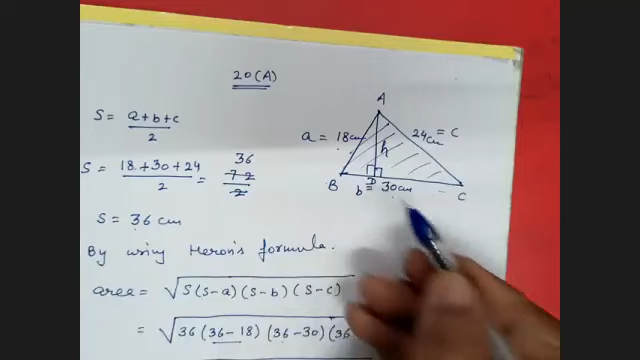 20(A)
S = a+b+c
2
S = 18+30+24 = 36
2
72
2
S = 36 cm
By using Heron's formula.
area = √S(S-a)(S-b)(S-c)
= √36(36-18)(36-30)(36
A
a = 18cm
24cm = C
h
B
D
b = 30cm
C